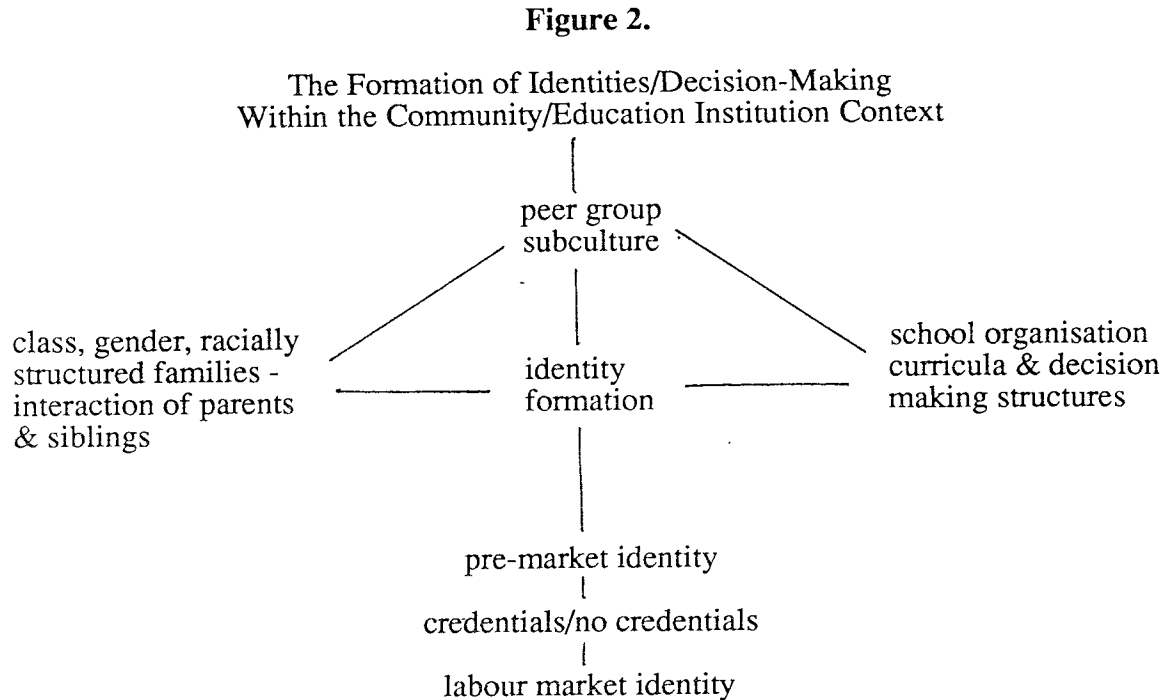 Figure 2.
The Formation of Identities/Decision-Making
Within the Community/Education Institution Context
peer group
subculture
class, gender, racially
structured families -
interaction of parents
& siblings
identity
formation
school organisation
curricula & decision
making structures
pre-market identity
credentials/no credentials
labour market identity